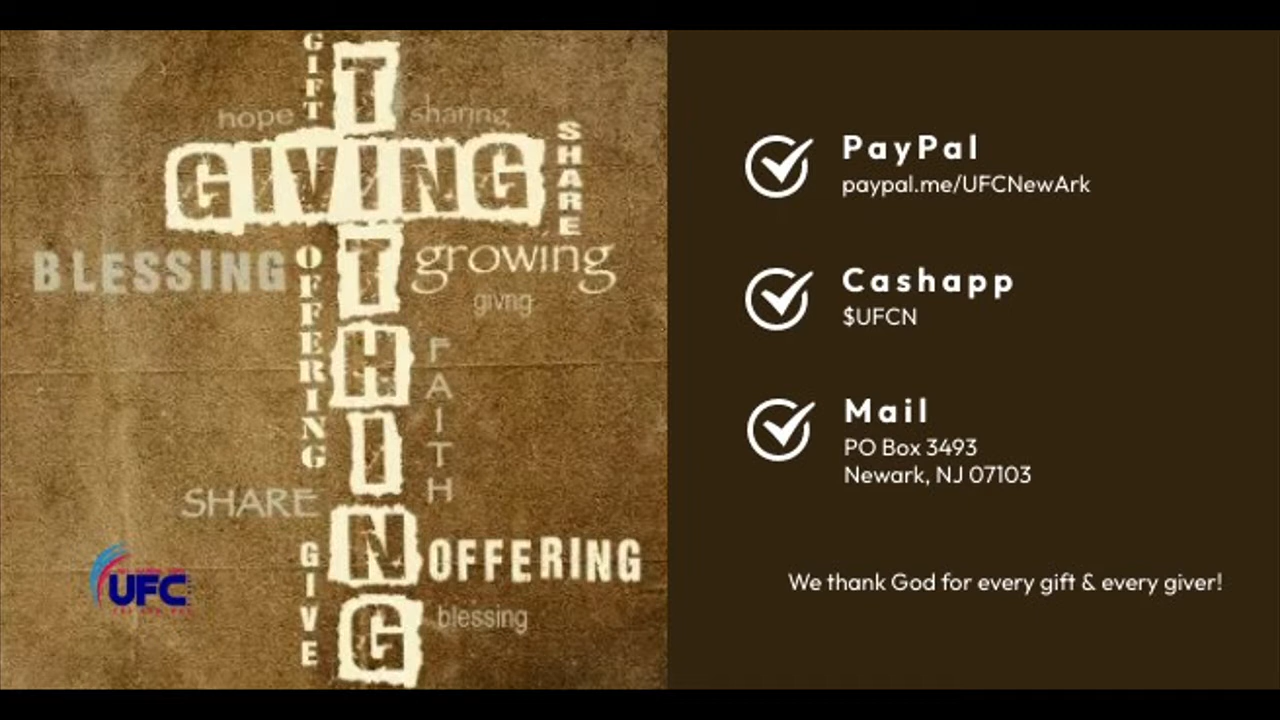 GIFT
TITHING
hope
sharing
GIVING
SHARE
BLESSING
OFFERING
growing
givng
FAITH
SHARE
GIVE
OFFERING
blessing
UFC
PayPal
paypal.me/UFCNewArk
Cashapp
$UFCN
Mail
PO Box 3493
Newark, NJ 07103
We thank God for every gift & every giver!